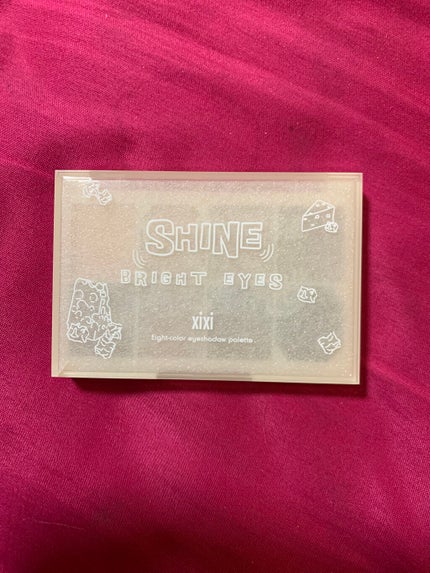 SHINE
BRIGHT EYES
xixi
Eight-color eyeshadow palette